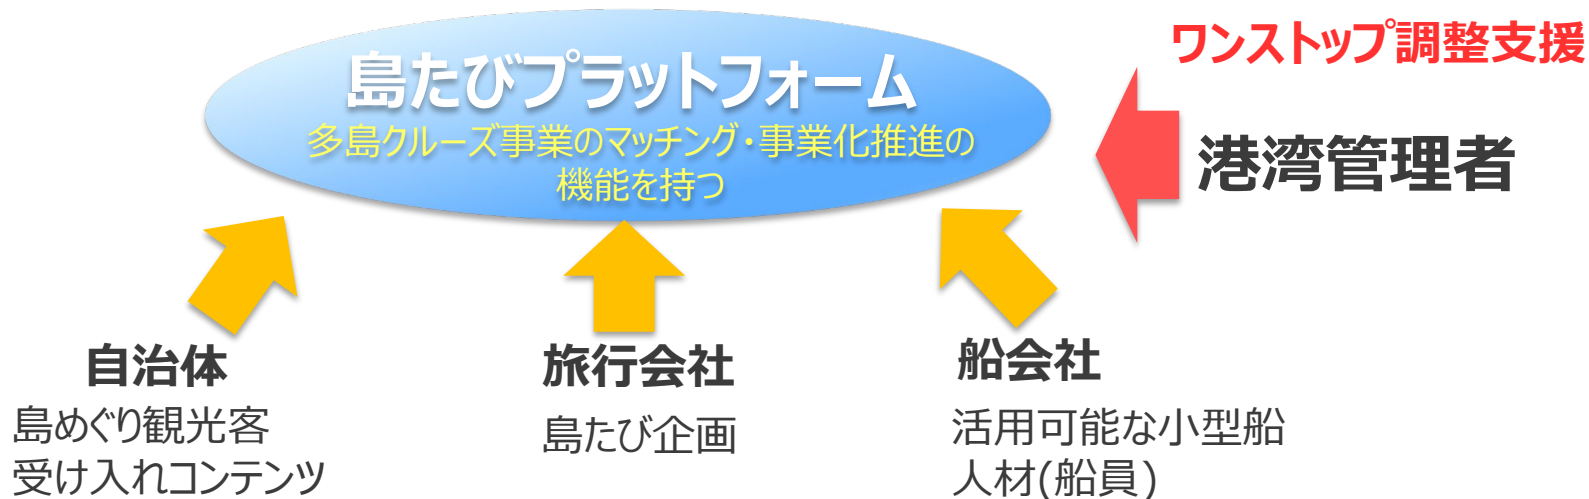 ワンストップ調整支援
島たびプラットフォーム
多島クルーズ事業のマッチング・事業化推進の
機能を持つ
港湾管理者
自治体
島めぐり観光客
受け入れコンテンツ
旅行会社
島たび企画
船会社
活用可能な小型船
人材(船員)